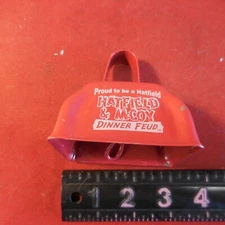 Proud to be a Hatfield
HATFIELD
& McCOY
DINNER FEUD
1 2 3 4